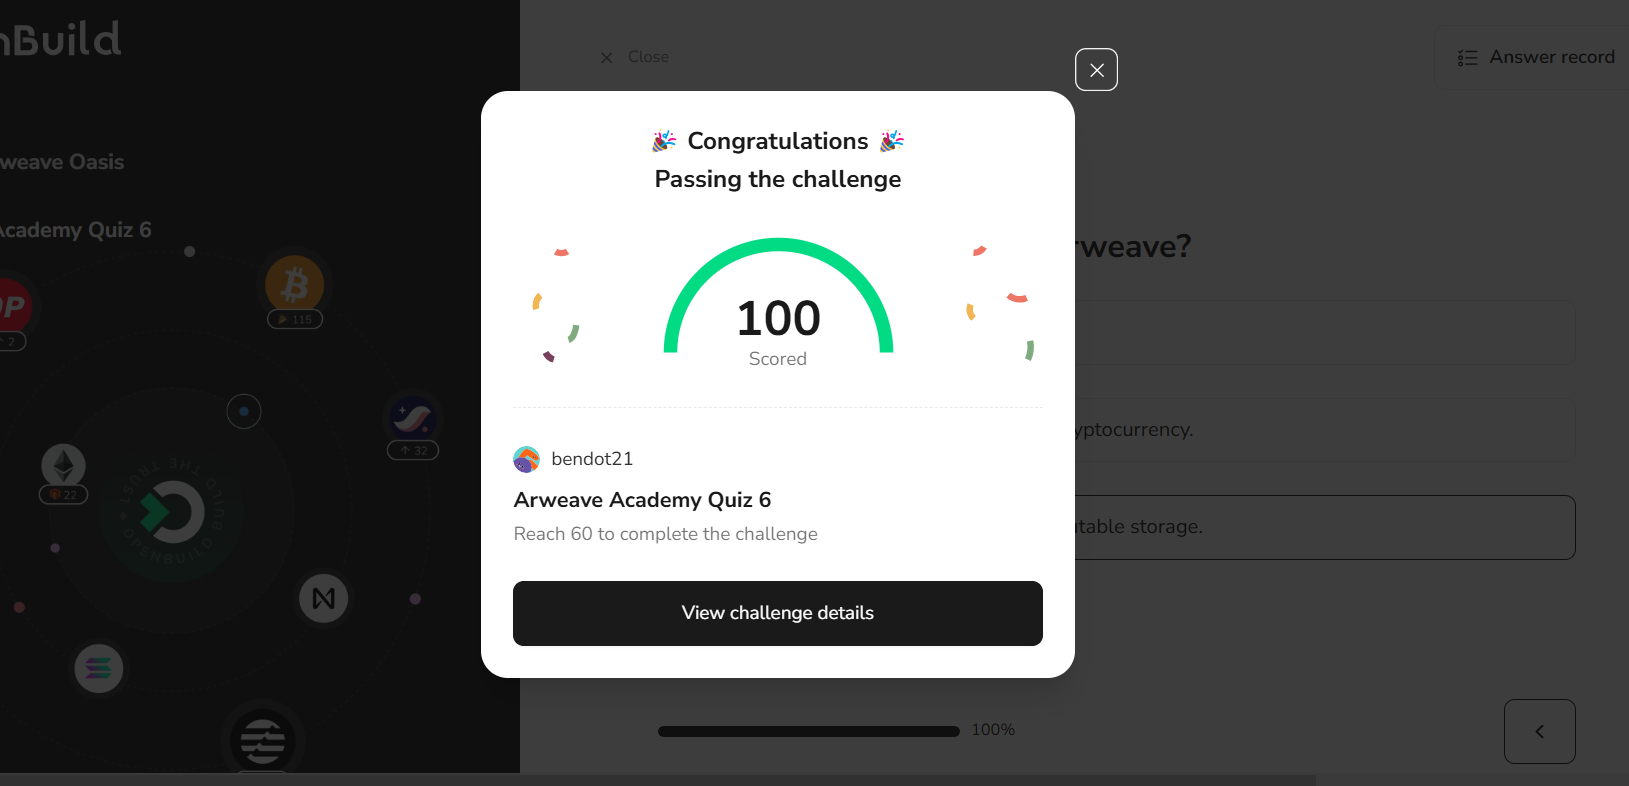 nBuild
weave Oasis
Academy Quiz 6
115
2
32
22
BUILD THE TRUST
OPENBUILD
Close
Answer record
Congratulations
Passing the challenge
100
Scored
bendot21
Arweave Academy Quiz 6
Reach 60 to complete the challenge
View challenge details
rweave?
yptocurrency.
utable storage.
100%